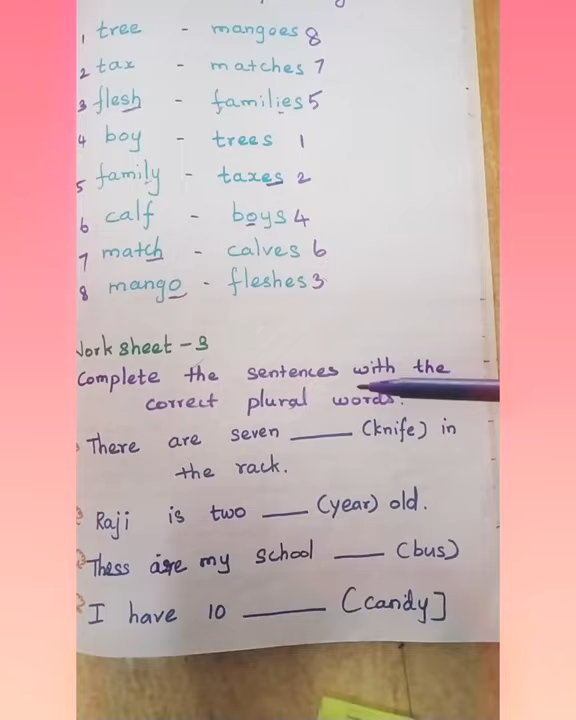 1 tree - mangoes 8
2 tax - matches 7
3 flesh - families 5
4 boy - trees 1
5 family - taxes 2
6 calf - boys 4
7 match - calves 6
8 mango - fleshes 3
Worksheet - 3
Complete the sentences with the
correct plural words.
There are seven ____ (knife) in
the rack.
Raji is two ____ (year) old.
Thess are my school ____ (bus)
I have 10 ____ (candy]